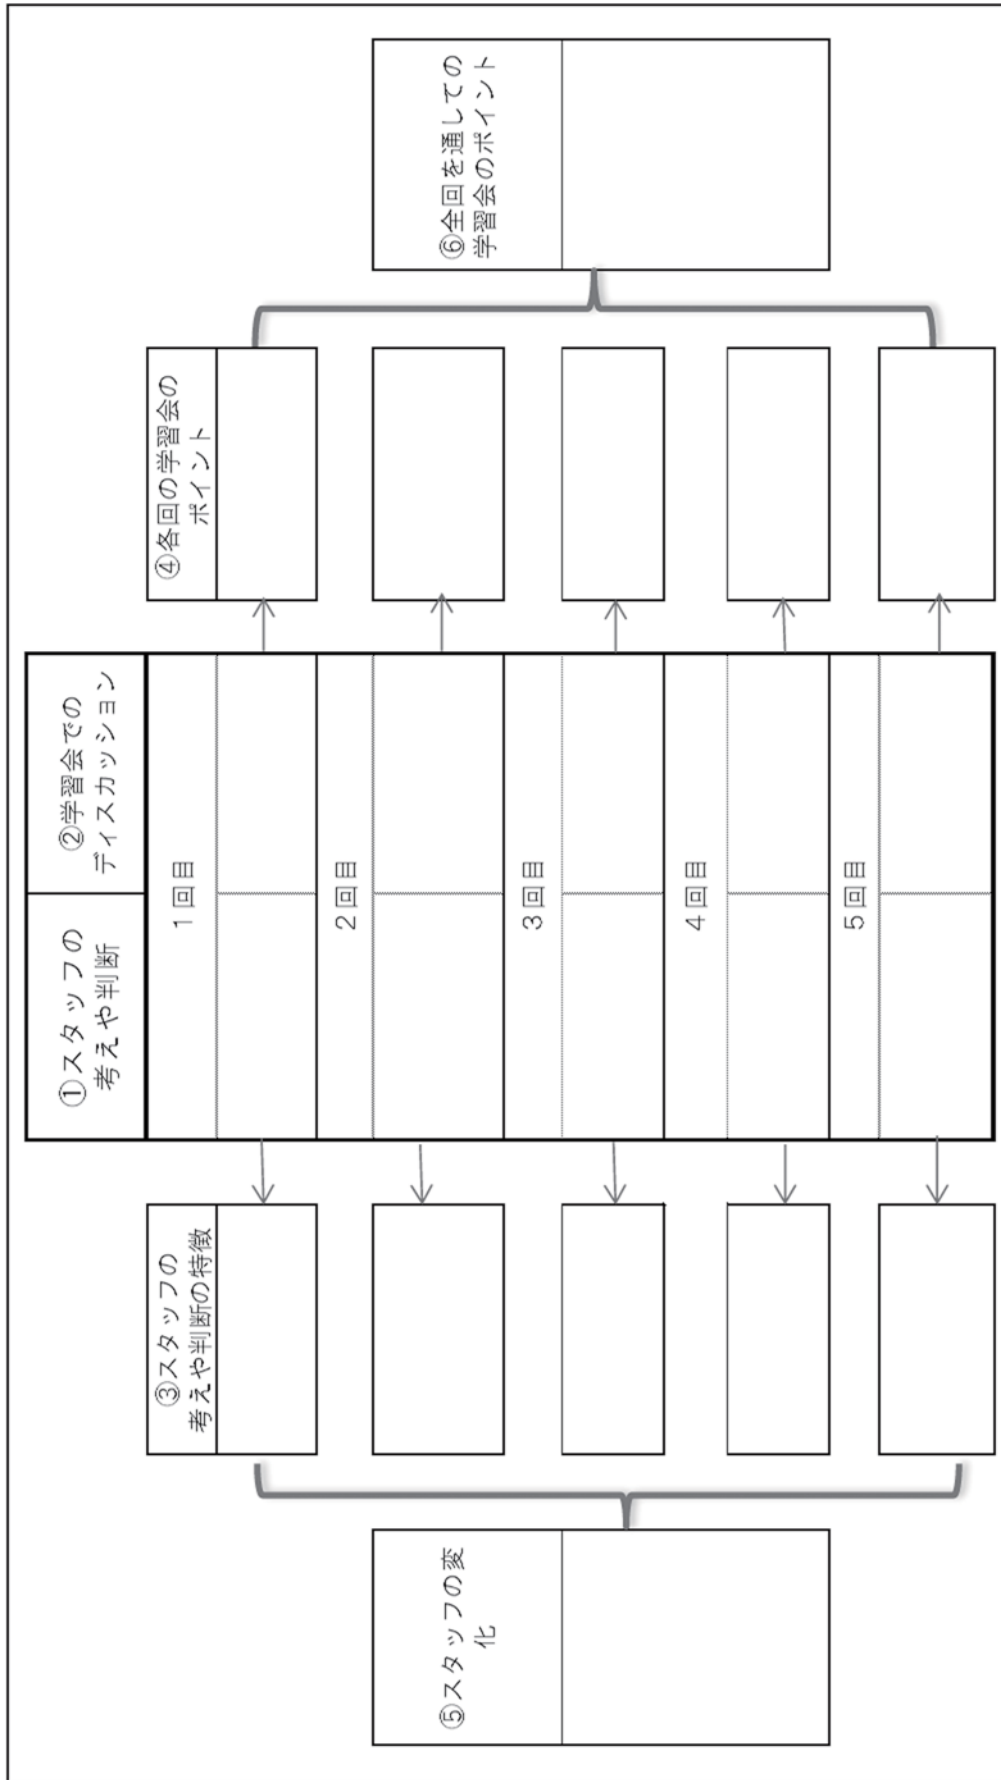 ⑤スタッフの変
化
③スタッフの
考えや判断の特徴
①スタッフの
考えや判断
②学習会での
ディスカッション
1回目
2回目
3回目
4回目
5回目
④各回の学習会の
ポイント
⑥全回を通しての
学習会のポイント